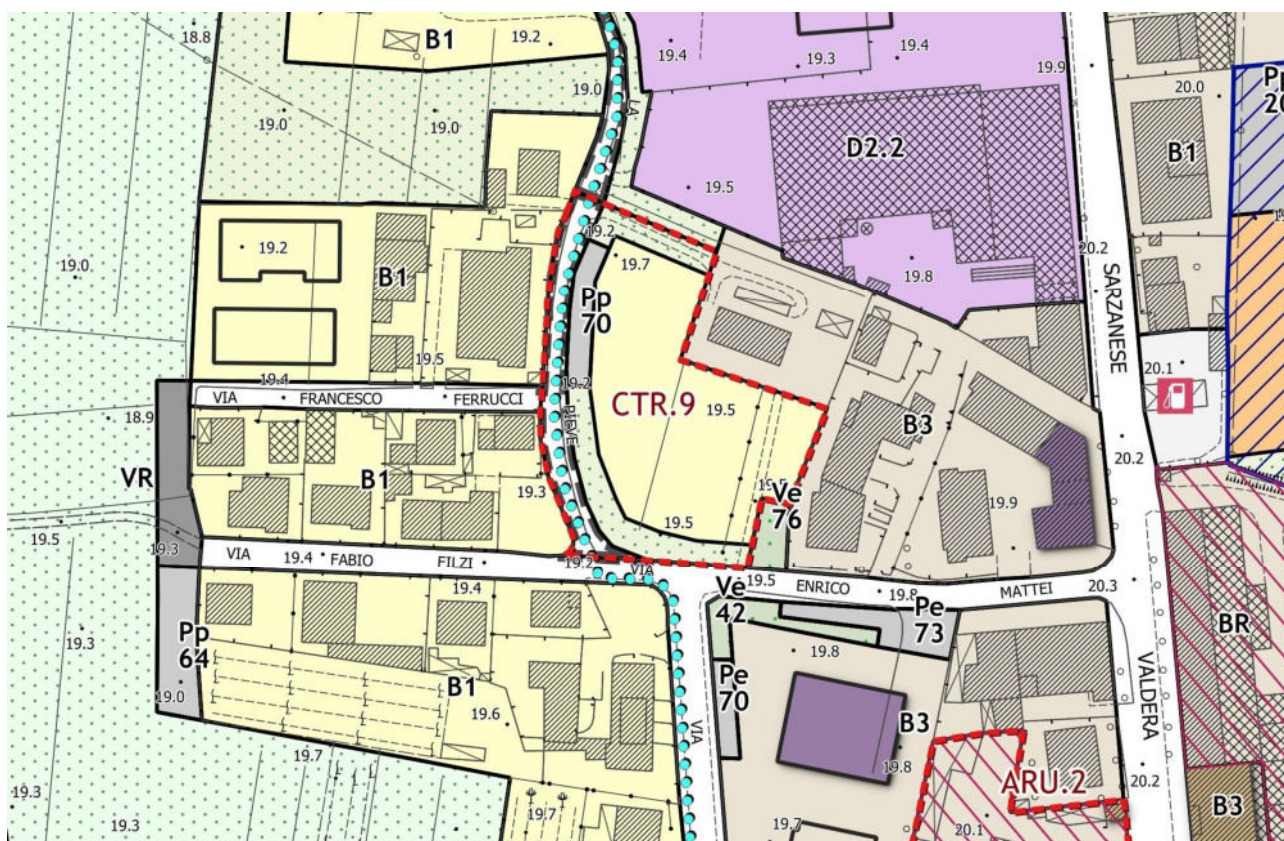 18.8
B1
19.2
19.4
19.3
19.4
19.9
19.0
LA
20.0
Pp
20
B1
19.0
19.0
D2.2
19.5
19.2
19.2
19.7
20.2
19.0
B1
Pp
70
19.8
SARZANESE
19.5
19.4
19.2
CTR.9
19.5
20.1
VIA FRANCESCO FERRUCCI
PIEVE
B3
18.9
VR
B1
19.3
20.2
Ve
76
19.5
19.9
19.5
19.3
VIA
19.4
FABIO FILZI
19.2
VIA
19.5
ENRICO
19.8
MATTEI
20.3
19.4
Ve
42
Pe
73
BR
Pp
64
19.3
19.8
19.0
B1
Pe
70
VALDERA
19.6
VIA
B3
19.7
19.8
ARU.2
20.2
19.3
19.3
19.7
19.7
20.1
B3